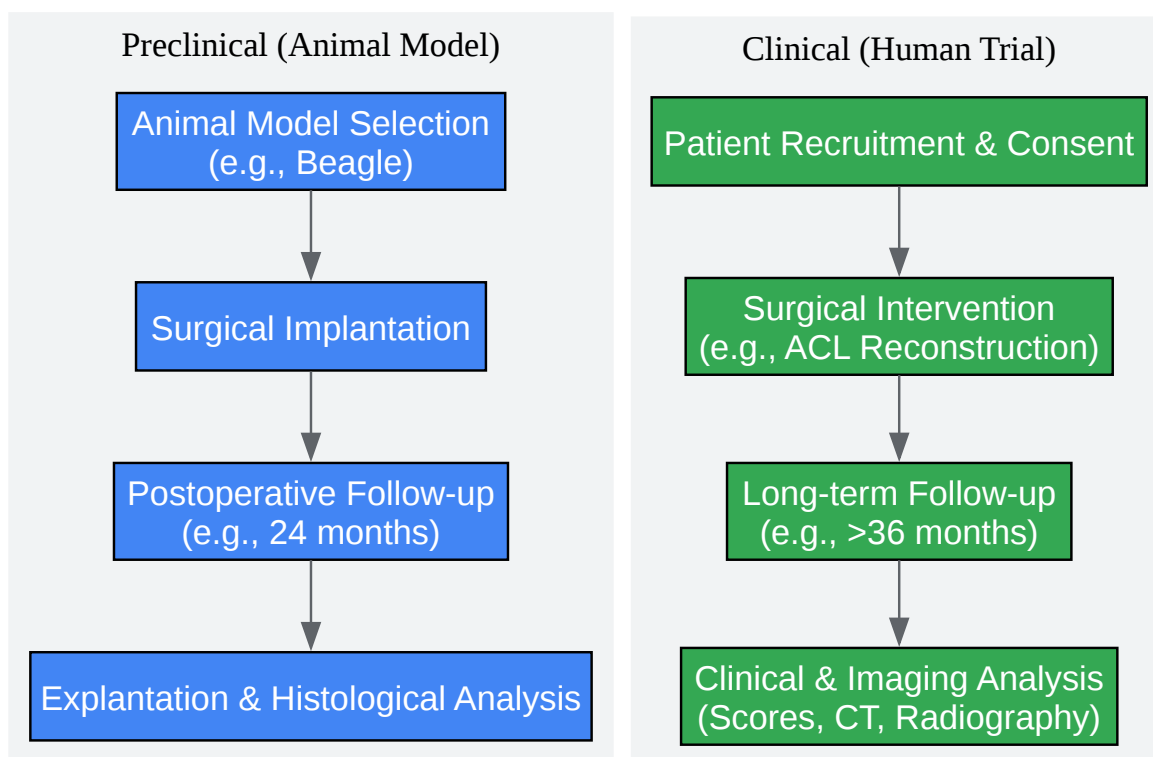 Preclinical (Animal Model)
Animal Model Selection
(e.g., Beagle)
Surgical Implantation
Postoperative Follow-up
(e.g., 24 months)
Explantation & Histological Analysis
Clinical (Human Trial)
Patient Recruitment & Consent
Surgical Intervention
(e.g., ACL Reconstruction)
Long-term Follow-up
(e.g., >36 months)
Clinical & Imaging Analysis
(Scores, CT, Radiography)